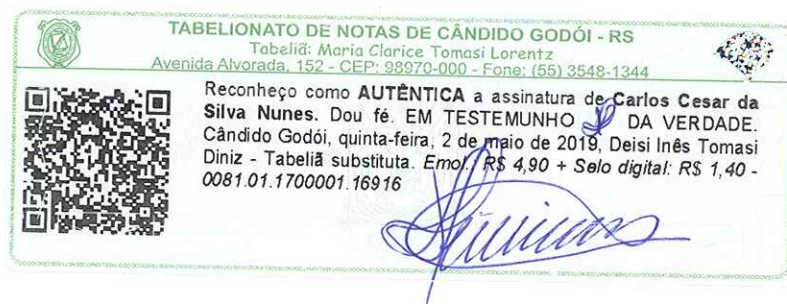 TABELIONATO DE NOTAS DE CÂNDIDO GODÓI - RS
Tabeliã: Maria Clarice Tomasi Lorentz
Avenida Alvorada, 152 - CEP: 98970-000 - Fone: (55) 3548-1344
Reconheço como AUTÊNTICA a assinatura de Carlos Cesar da
Silva Nunes. Dou fé. EM TESTEMUNHO DA VERDADE.
Cândido Godói, quinta-feira, 2 de maio de 2019, Deisi Inês Tomasi
Diniz - Tabeliã substituta. Emol.: R$ 4,90 + Selo digital: R$ 1,40 -
0081.01.1700001.16916